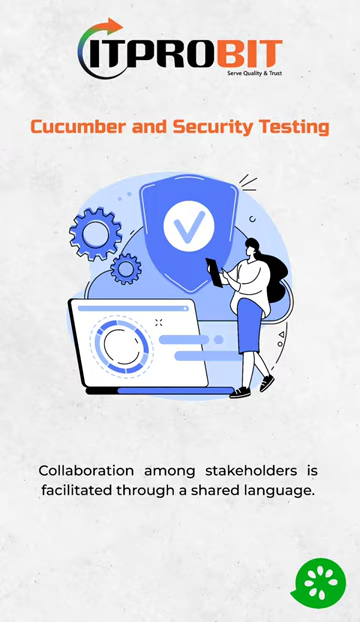 ITPROBIT
Serve Quality & Trust
Cucumber and Security Testing
Collaboration among stakeholders is
facilitated through a shared language.